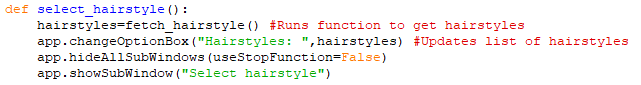 def select_hairstyle():
    hairstyles=fetch_hairstyle() #Runs function to get hairstyles
    app.changeOptionBox("Hairstyles: ",hairstyles) #Updates list of hairstyles
    app.hideAllSubWindows(useStopFunction=False)
    app.showSubWindow("Select hairstyle")